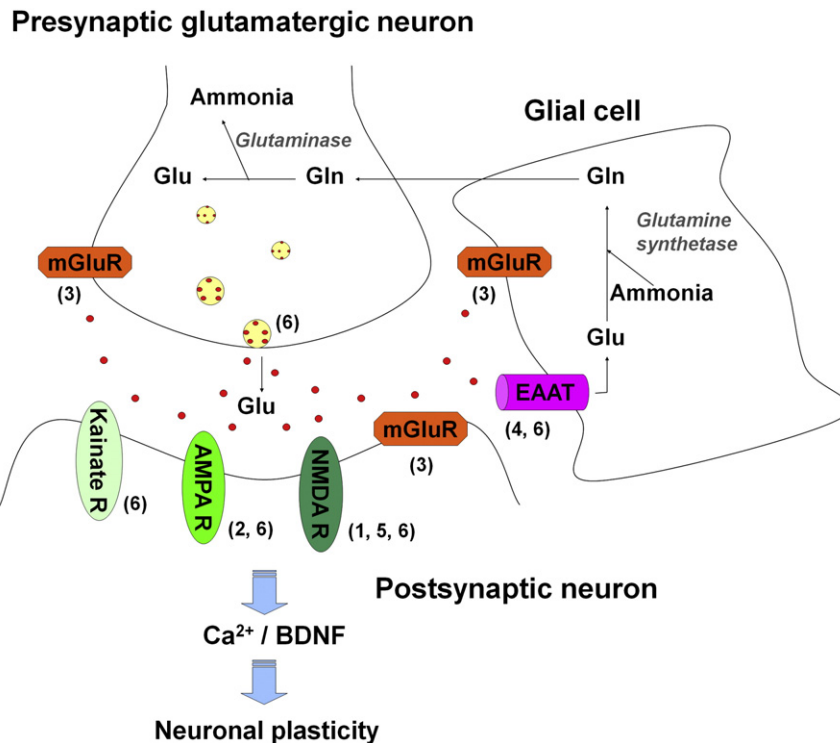 Presynaptic glutamatergic neuron
Ammonia
Glutaminase
Glial cell
Glu
Gln
Gln
Glutamine
synthetase
mGluR
(3)
mGluR
(3)
Ammonia
(6)
Glu
EAAT
(4, 6)
Glu
mGluR
(3)
Kainate R
(6)
AMPA R
(2, 6)
NMDA R
(1, 5, 6)
Postsynaptic neuron
Ca²⁺ / BDNF
Neuronal plasticity